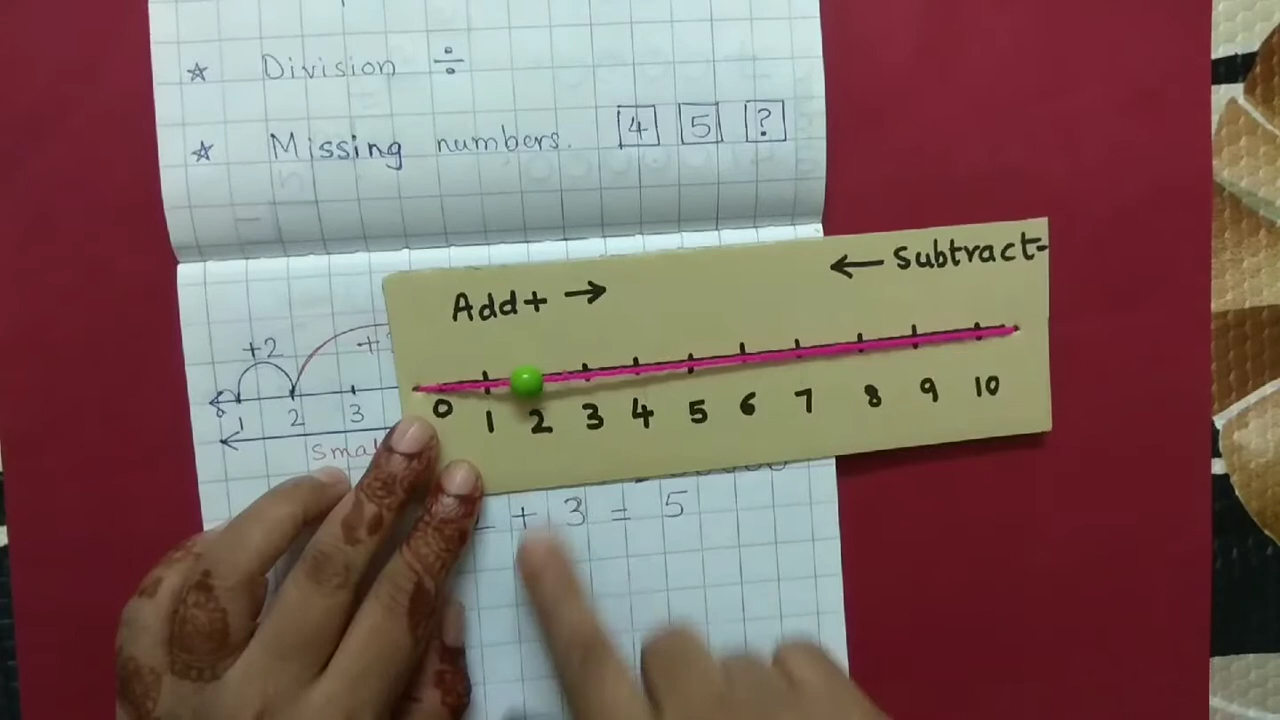 ☆ Division ÷
☆ Missing numbers. 4 5 ?
Add+ →
← Subtract-
0 1 2 3 4 5 6 7 8 9 10
+2 +
1 2 3
+ 3 = 5